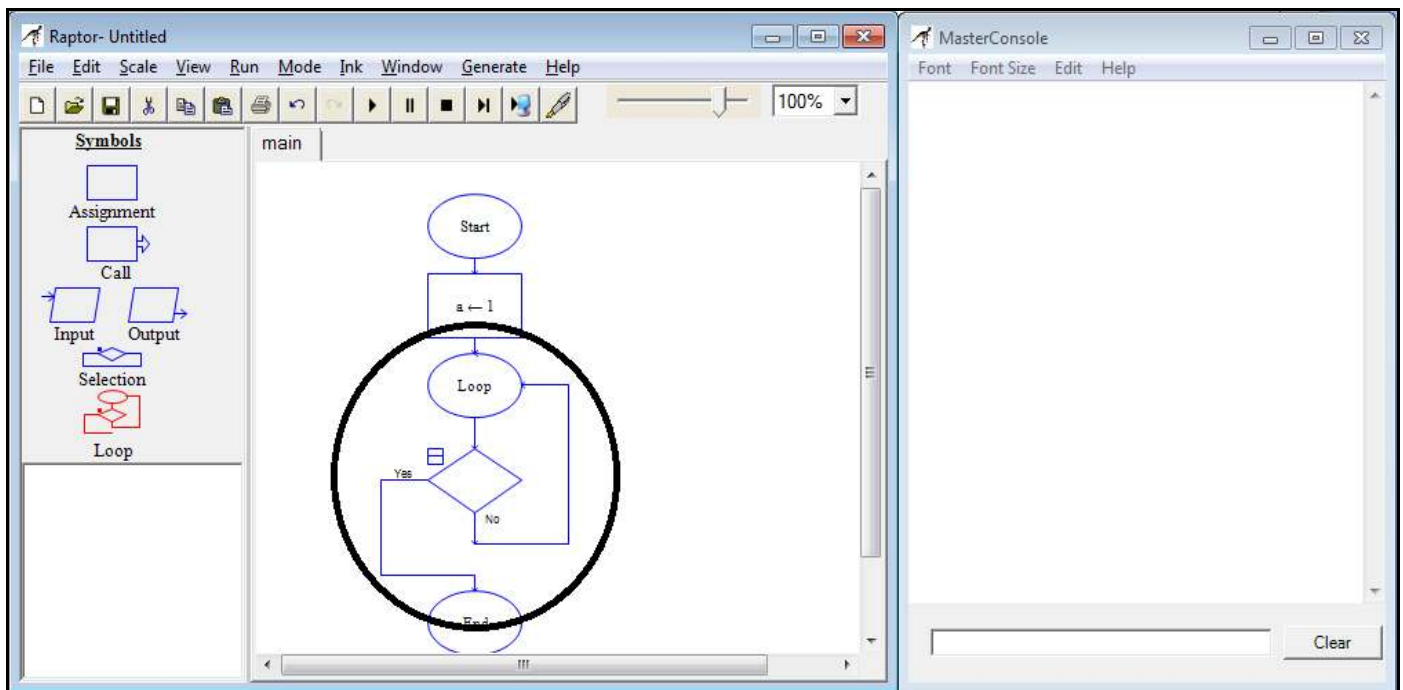 Raptor- Untitled
File Edit Scale View Run Mode Ink Window Generate Help
100%
Symbols
Assignment
Call
Input Output
Selection
Loop
main
Start
a ← 1
Loop
Yes
No
End
MasterConsole
Font Font Size Edit Help
Clear